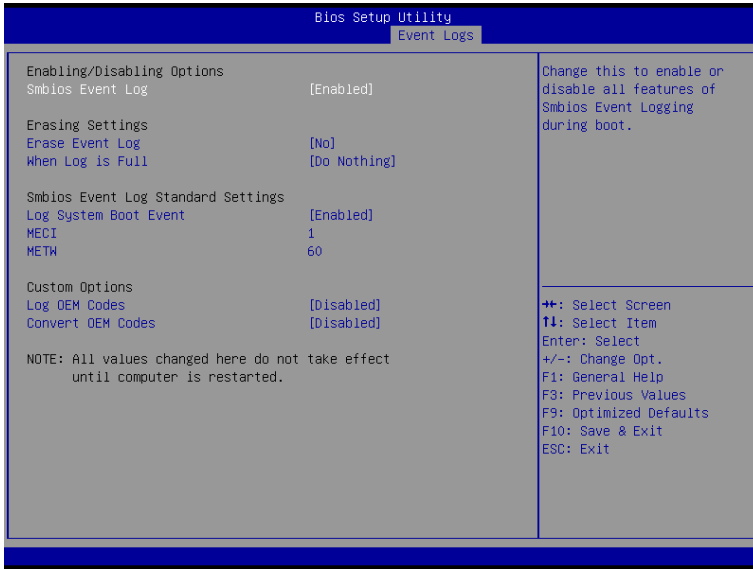 Bios Setup Utility
Event Logs
Enabling/Disabling Options
Smbios Event Log [Enabled]
Erasing Settings
Erase Event Log [No]
When Log is Full [Do Nothing]
Smbios Event Log Standard Settings
Log System Boot Event [Enabled]
MECI 1
METW 60
Custom Options
Log OEM Codes [Disabled]
Convert OEM Codes [Disabled]
NOTE: All values changed here do not take effect
until computer is restarted.
Change this to enable or
disable all features of
Smbios Event Logging
during boot.
→←: Select Screen
↑↓: Select Item
Enter: Select
+/-: Change Opt.
F1: General Help
F3: Previous Values
F9: Optimized Defaults
F10: Save & Exit
ESC: Exit